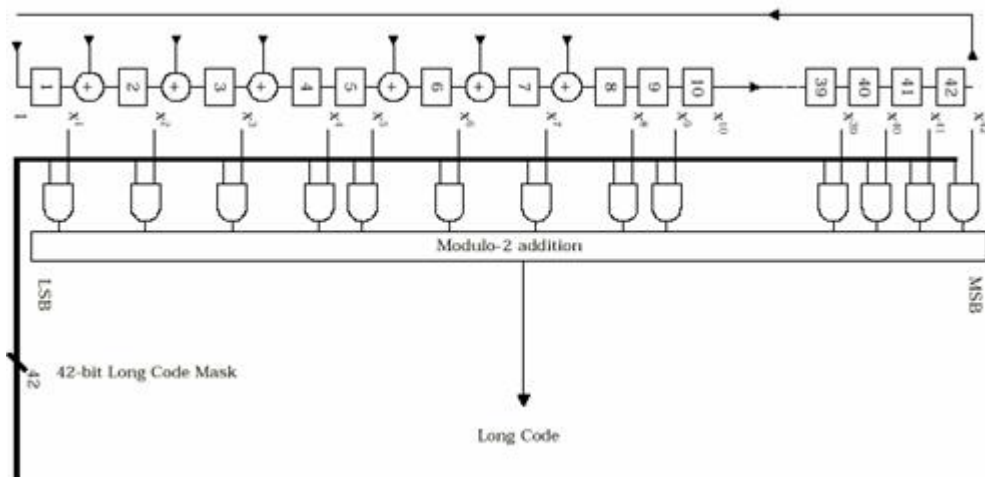 1 + 2 + 3 + 4 5 + 6 + 7 + 8 9 10 39 40 41 42
1 x¹ x² x³ x⁴ x⁵ x⁶ x⁷ x⁸ x⁹ x¹⁰ x³⁹ x⁴⁰ x⁴¹ x⁴²
Modulo-2 addition
LSB MSB
42 42-bit Long Code Mask
Long Code